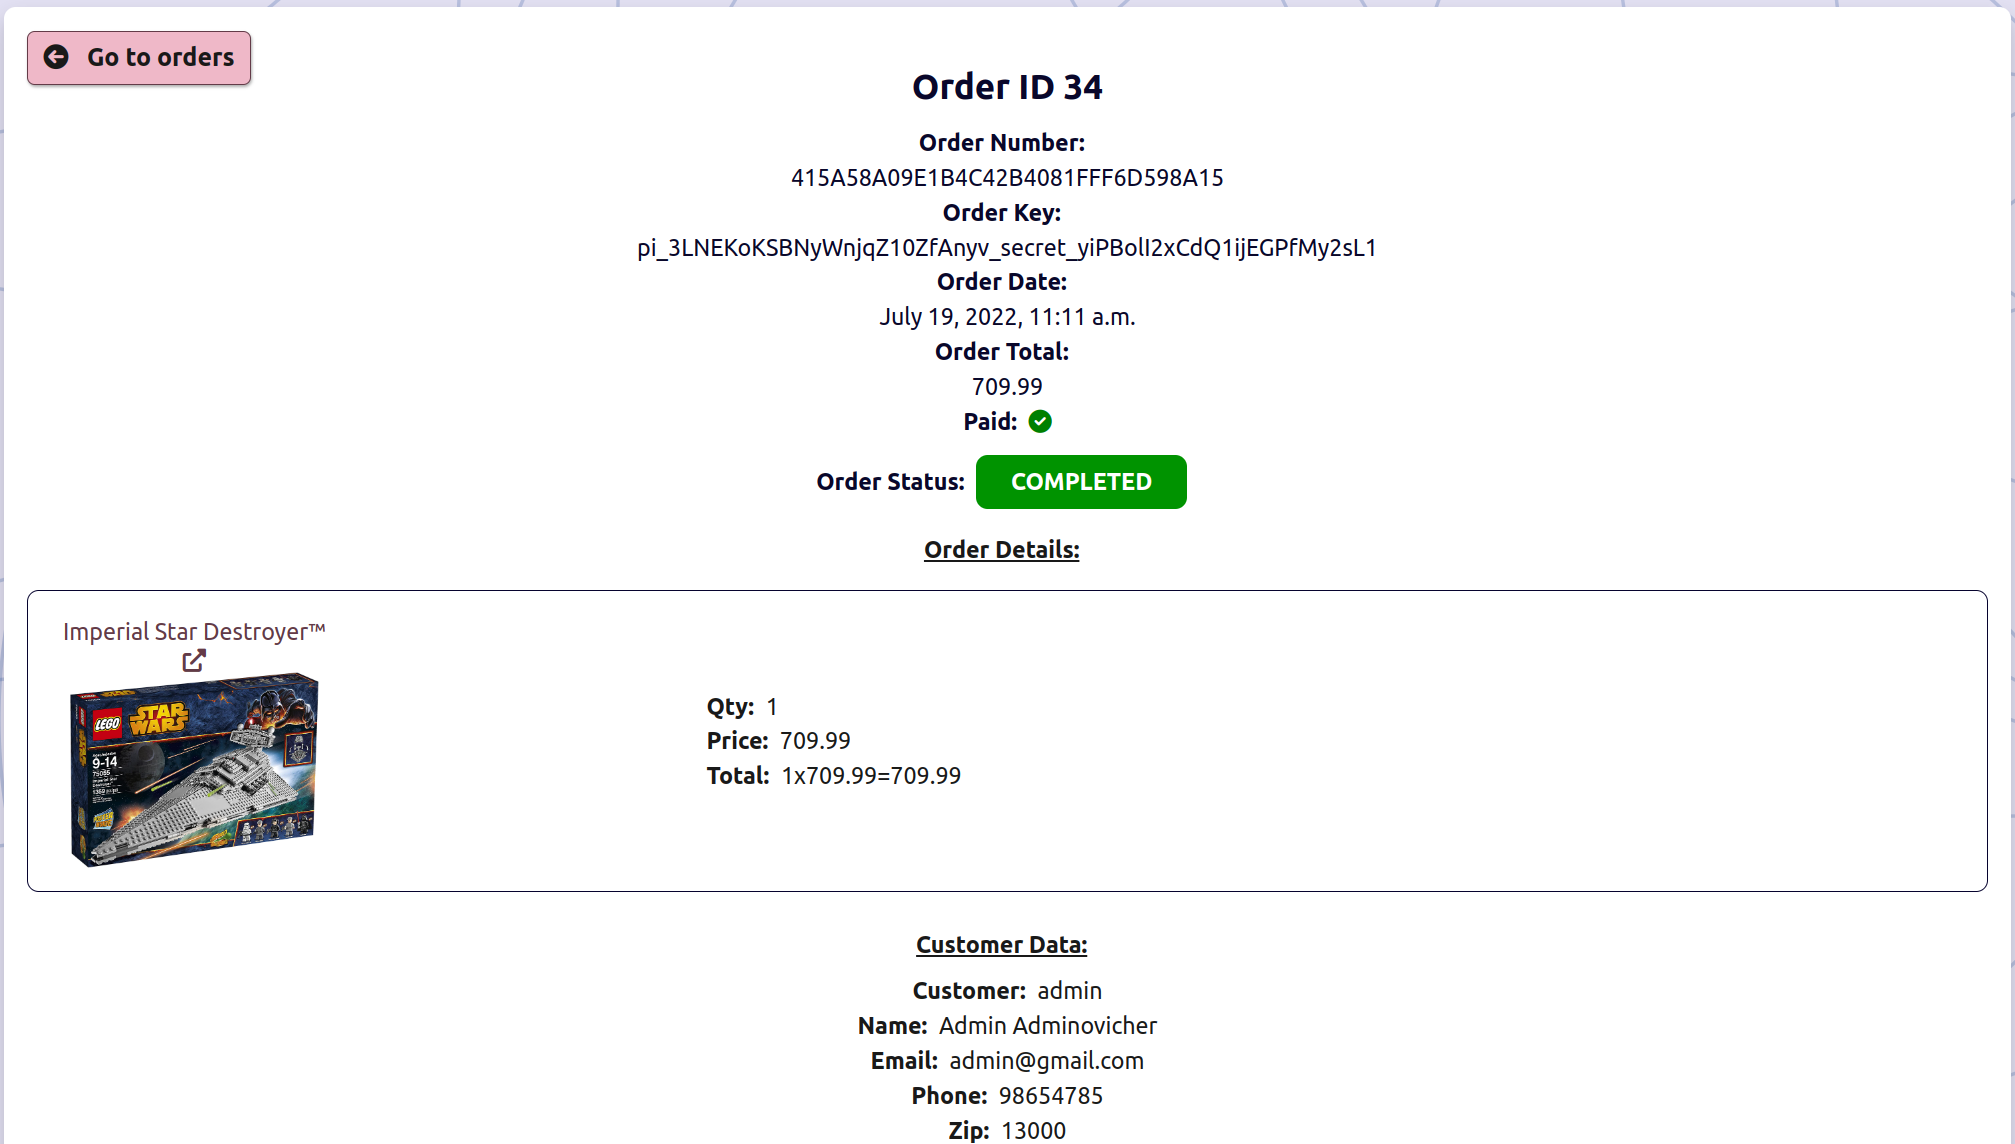 Go to orders
Order ID 34
Order Number:
415A58A09E1B4C42B4081FFF6D598A15
Order Key:
pi_3LNEKoKSBNyWnjqZ10ZfAnyv_secret_yiPBolI2xCdQ1ijEGPfMy2sL1
Order Date:
July 19, 2022, 11:11 a.m.
Order Total:
709.99
Paid:
Order Status: COMPLETED
Order Details:
Imperial Star Destroyer™
LEGO STAR WARS
9-14
75055
Qty: 1
Price: 709.99
Total: 1x709.99=709.99
Customer Data:
Customer: admin
Name: Admin Adminovicher
Email: admin@gmail.com
Phone: 98654785
Zip: 13000